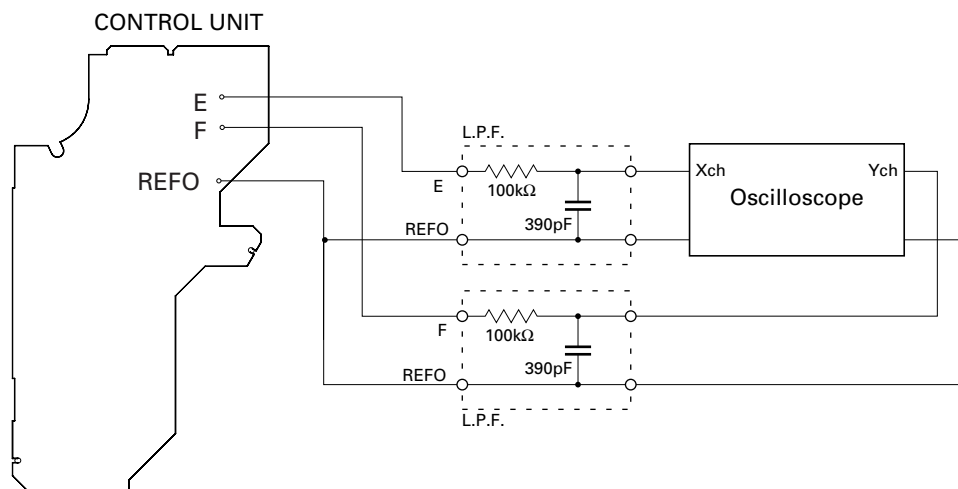 CONTROL UNIT
E
F
REFO
L.P.F.
E
100kΩ
REFO
390pF
Xch
Ych
Oscilloscope
F
100kΩ
REFO
390pF
L.P.F.